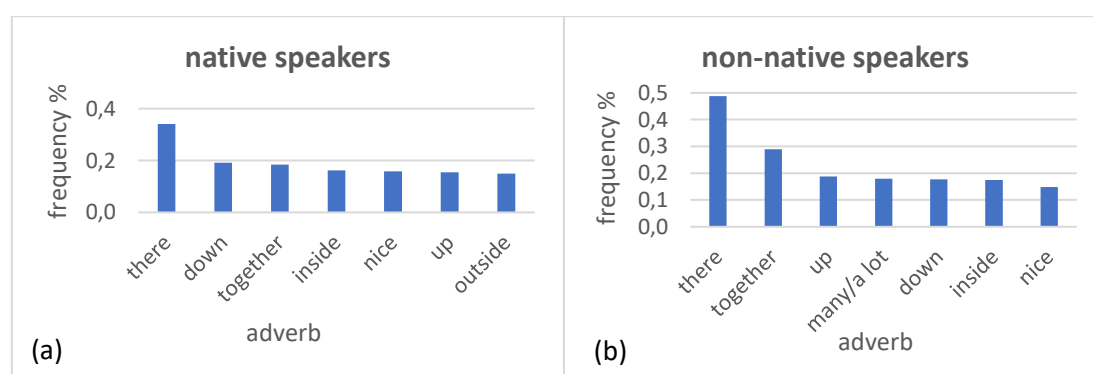 native speakers
frequency %
0,4
0,2
0,0
there
down
together
inside
nice
up
outside
adverb
(a)
non-native speakers
frequency %
0,5
0,4
0,3
0,2
0,1
0,0
there
together
up
many/a lot
down
inside
nice
adverb
(b)